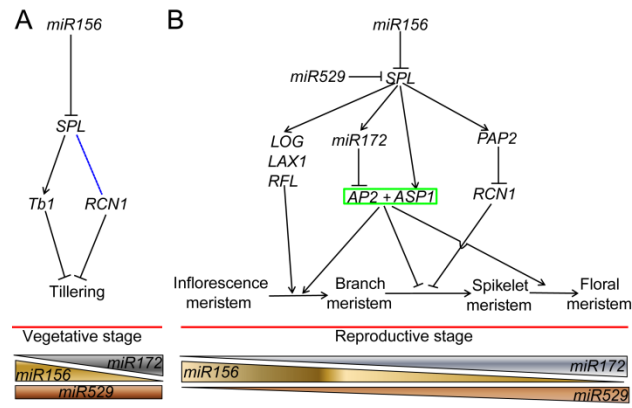 A
miR156
SPL
Tb1
RCN1
Tillering
Vegetative stage
miR172
miR156
miR529
B
miR156
miR529
SPL
LOG
LAX1
RFL
miR172
PAP2
AP2 + ASP1
RCN1
Inflorescence
meristem
Branch
meristem
Spikelet
meristem
Floral
meristem
Reproductive stage
miR172
miR156
miR529